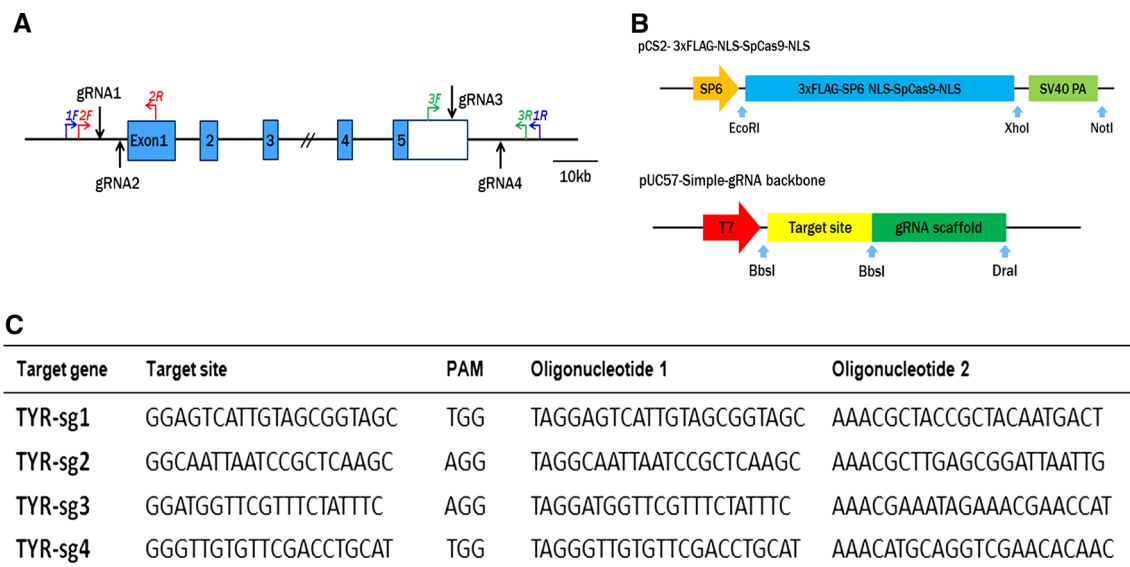 A
gRNA1
1F
2F
2R
3F
gRNA3
Exon1
2
3
//
4
5
3R
1R
gRNA2
gRNA4
10kb
B
pCS2- 3xFLAG-NLS-SpCas9-NLS
SP6
3xFLAG-SP6 NLS-SpCas9-NLS
SV40 PA
EcoRI
XhoI
NotI
pUC57-Simple-gRNA backbone
T7
Target site
gRNA scaffold
BbsI
BbsI
DraI
C
Target gene Target site PAM Oligonucleotide 1 Oligonucleotide 2
TYR-sg1 GGAGTCATTGTAGCGGTAGC TGG TAGGAGTCATTGTAGCGGTAGC AAACGCTACCGCTACAATGACT
TYR-sg2 GGCAATTAATCCGCTCAAGC AGG TAGGCAATTAATCCGCTCAAGC AAACGCTTGAGCGGATTAATTG
TYR-sg3 GGATGGTTCGTTTCTATTTC AGG TAGGATGGTTCGTTTCTATTTC AAACGAAATAGAAACGAACCAT
TYR-sg4 GGGTTGTGTTCGACCTGCAT TGG TAGGGTTGTGTTCGACCTGCAT AAACATGCAGGTCGAACACAAC